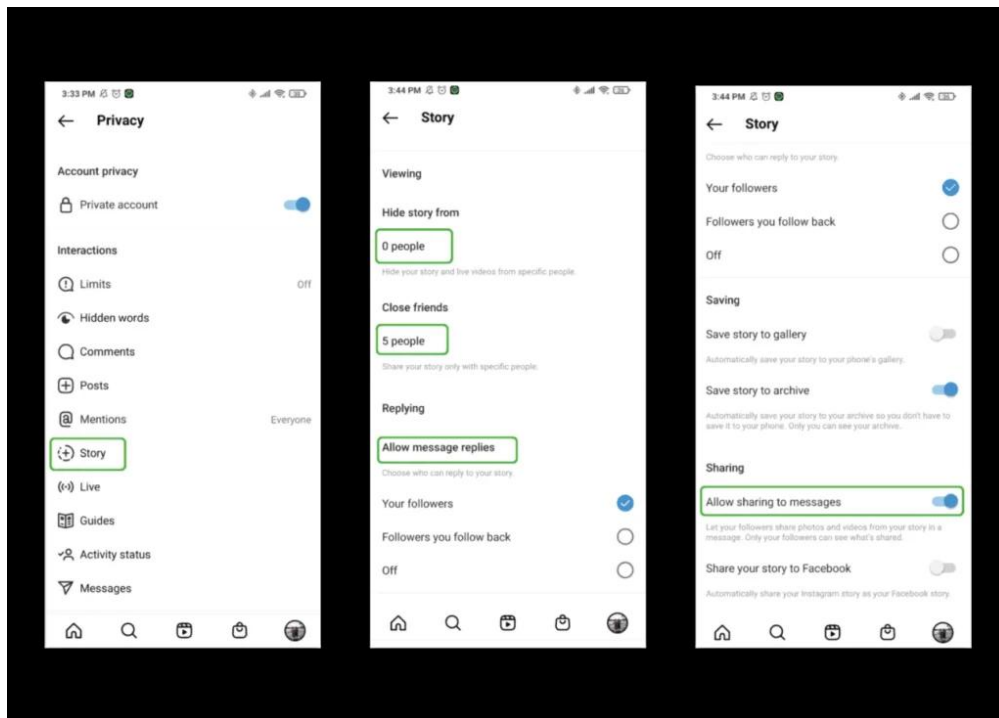 3:33 PM
Privacy
Account privacy
Private account
Interactions
Limits Off
Hidden words
Comments
Posts
Mentions Everyone
Story
Live
Guides
Activity status
Messages
3:44 PM
Story
Viewing
Hide story from
0 people
Hide your story and live videos from specific people.
Close friends
5 people
Share your story only with specific people.
Replying
Allow message replies
Choose who can reply to your story.
Your followers
Followers you follow back
Off
3:44 PM
Story
Choose who can reply to your story.
Your followers
Followers you follow back
Off
Saving
Save story to gallery
Automatically save your story to your phone's gallery.
Save story to archive
Automatically save your story to your archive so you don't have to
save it to your phone. Only you can see your archive.
Sharing
Allow sharing to messages
Let your followers share photos and videos from your story in a
message. Only your followers can see what's shared.
Share your story to Facebook
Automatically share your Instagram story as your Facebook story.